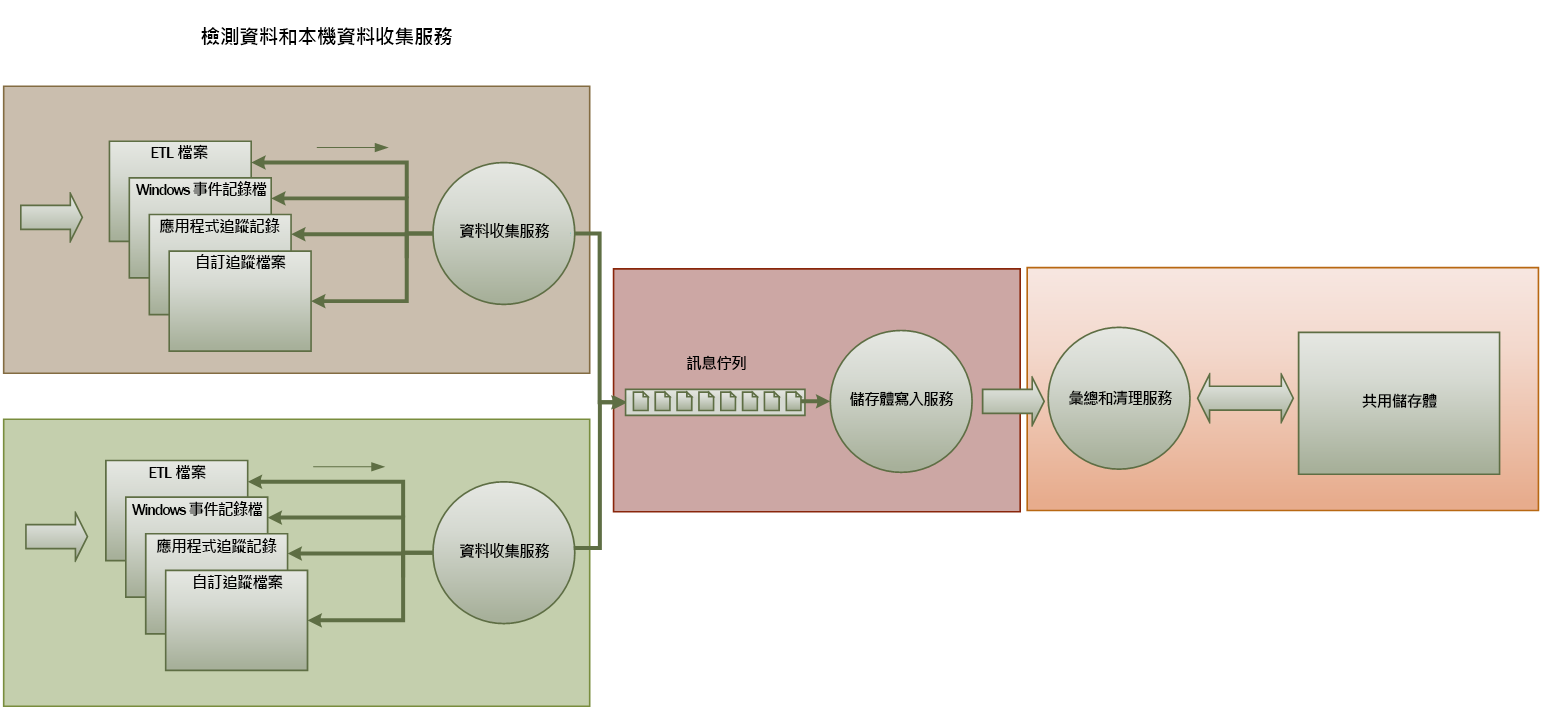 檢測資料和本機資料收集服務
ETL 檔案
Windows 事件記錄檔
應用程式追蹤記錄
自訂追蹤檔案
資料收集服務
訊息佇列
儲存體寫入服務
彙總和清理服務
共用儲存體
ETL 檔案
Windows 事件記錄檔
應用程式追蹤記錄
自訂追蹤檔案
資料收集服務